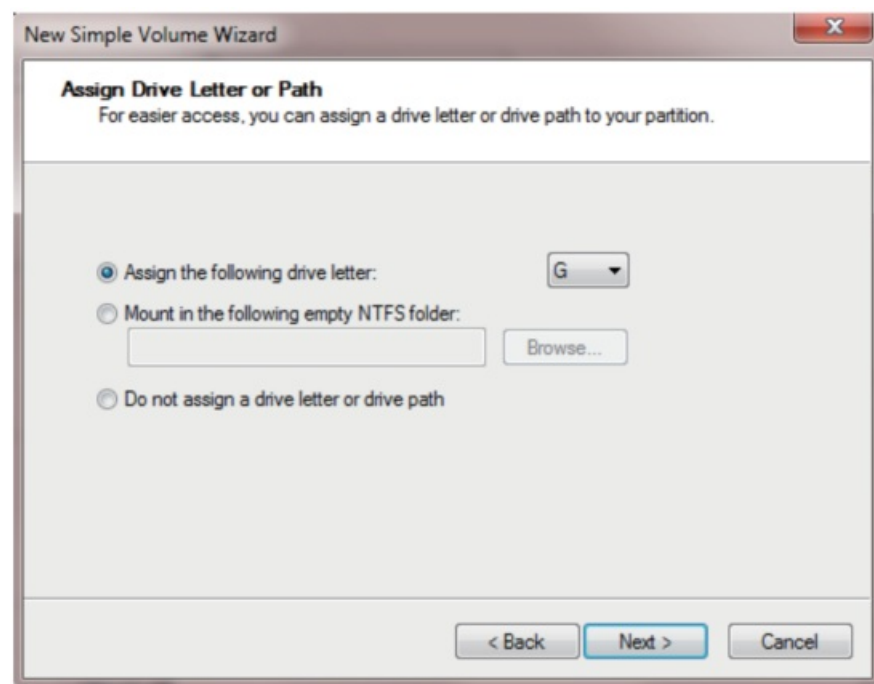 New Simple Volume Wizard
Assign Drive Letter or Path
For easier access, you can assign a drive letter or drive path to your partition.
Assign the following drive letter:
G
Mount in the following empty NTFS folder:
Browse...
Do not assign a drive letter or drive path
< Back
Next >
Cancel